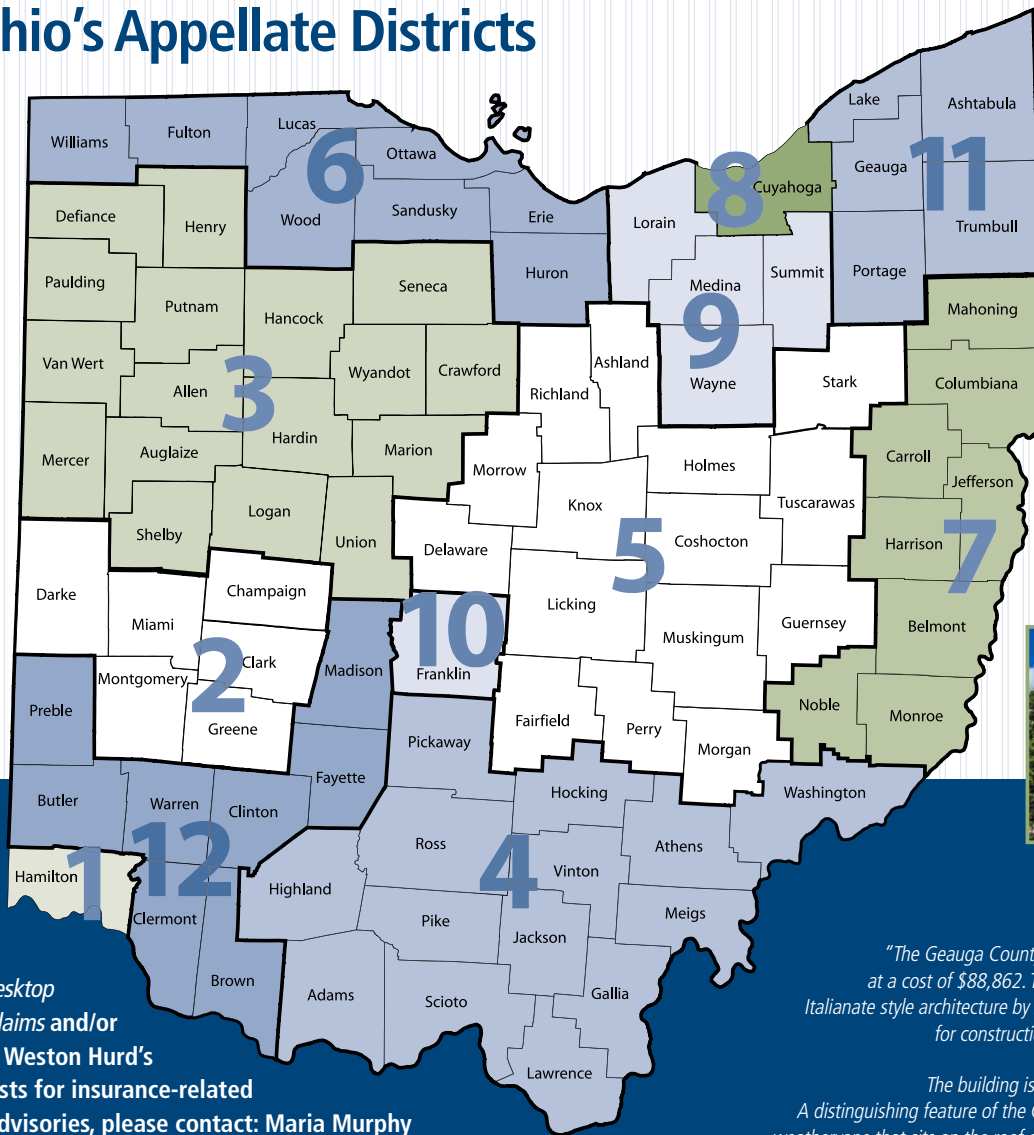 hio's Appellate Districts
Williams
Fulton
Lucas
Ottawa
6
Wood
Sandusky
Erie
Huron
Lorain
8
Cuyahoga
Lake
Ashtabula
Geauga
11
Trumbull
Portage
Medina
Summit
9
Wayne
Defiance
Henry
Paulding
Putnam
Hancock
Seneca
Van Wert
Allen
3
Wyandot
Crawford
Mercer
Auglaize
Hardin
Marion
Shelby
Logan
Union
Richland
Ashland
Stark
Morrow
Holmes
Knox
Tuscarawas
Delaware
5
Coshocton
Licking
Muskingum
Guernsey
Fairfield
Perry
Morgan
Mahoning
Columbiana
Carroll
Jefferson
Harrison
7
Belmont
Noble
Monroe
Darke
Miami
Champaign
2
Clark
Montgomery
Greene
10
Franklin
Madison
Preble
Fayette
Butler
Warren
Clinton
12
Clermont
Brown
1
Hamilton
Pickaway
Hocking
Washington
Ross
4
Vinton
Athens
Highland
Pike
Jackson
Meigs
Adams
Scioto
Gallia
Lawrence
esktop
laims and/or
Weston Hurd's
sts for insurance-related
dvisories, please contact: Maria Murphy
"The Geauga Count
at a cost of $88,862.
Italianate style architecture by
for constructi
The building is
A distinguishing feature of the